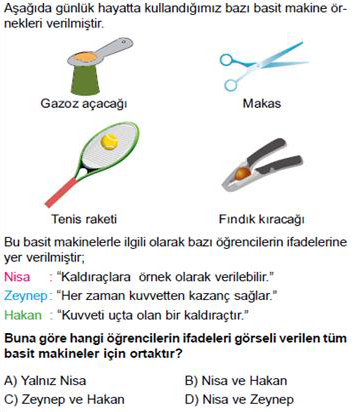 Aşağıda günlük hayatta kullandığımız bazı basit makine ör-
nekleri verilmiştir.
Gazoz açacağı
Makas
Tenis raketi
Fındık kıracağı
Bu basit makinelerle ilgili olarak bazı öğrencilerin ifadelerine
yer verilmiştir;
Nisa : “Kaldıraçlara örnek olarak verilebilir.”
Zeynep : “Her zaman kuvvetten kazanç sağlar.”
Hakan : “Kuvveti uçta olan bir kaldıraçtır.”
Buna göre hangi öğrencilerin ifadeleri görseli verilen tüm
basit makineler için ortaktır?
A) Yalnız Nisa
B) Nisa ve Hakan
C) Zeynep ve Hakan
D) Nisa ve Zeynep